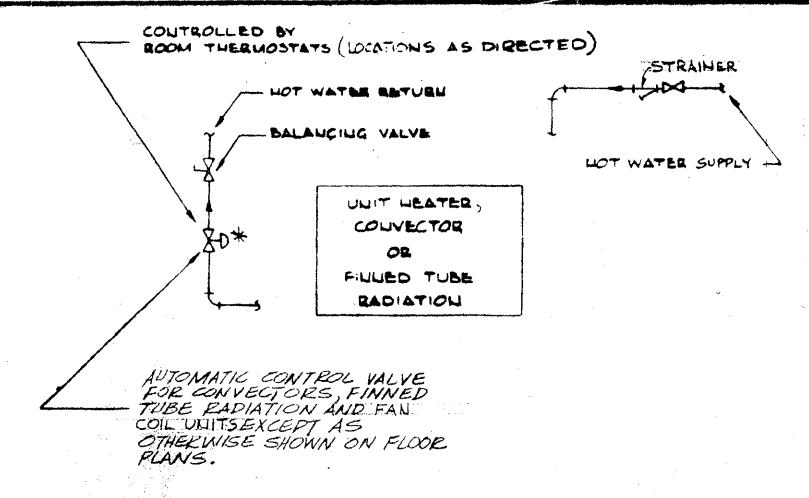 CONTROLLED BY
ROOM THERMOSTATS (LOCATIONS AS DIRECTED)
HOT WATER RETURN
BALANCING VALVE
STRAINER
HOT WATER SUPPLY
UNIT HEATER,
CONVECTOR
OR
FINNED TUBE
RADIATION
*
AUTOMATIC CONTROL VALVE
FOR CONVECTORS, FINNED
TUBE RADIATION AND FAN
COIL UNITS EXCEPT AS
OTHERWISE SHOWN ON FLOOR
PLANS.